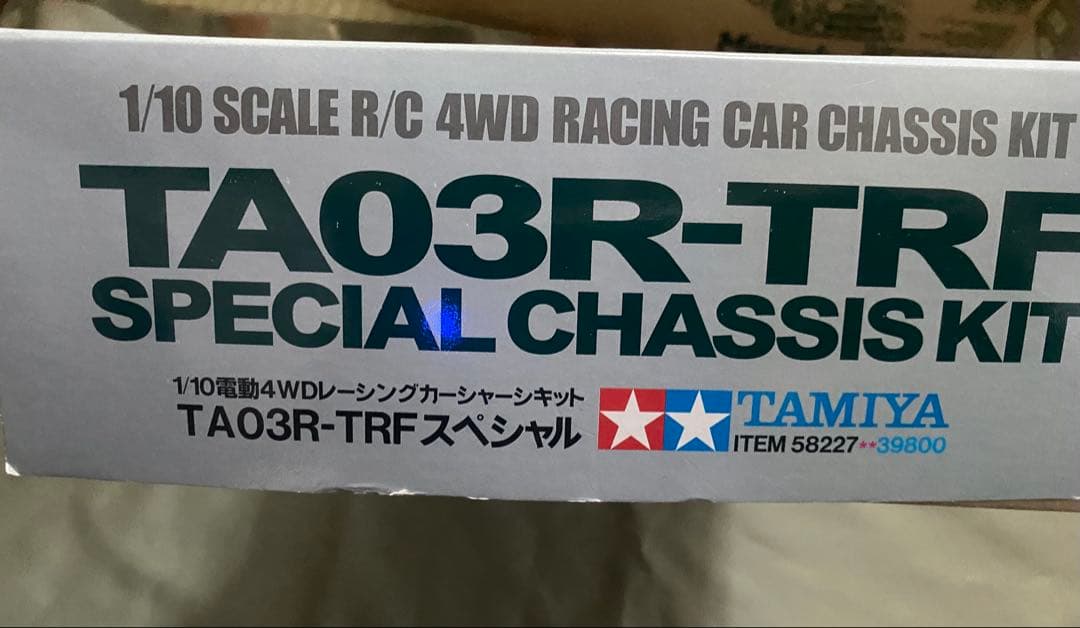 1/10 SCALE R/C 4WD RACING CAR CHASSIS KIT
TA03R-TRF
SPECIAL CHASSIS KIT
1/10電動4WDレーシングカーシャーシキット
TA03R-TRFスペシャル
TAMIYA
ITEM 58227**39800